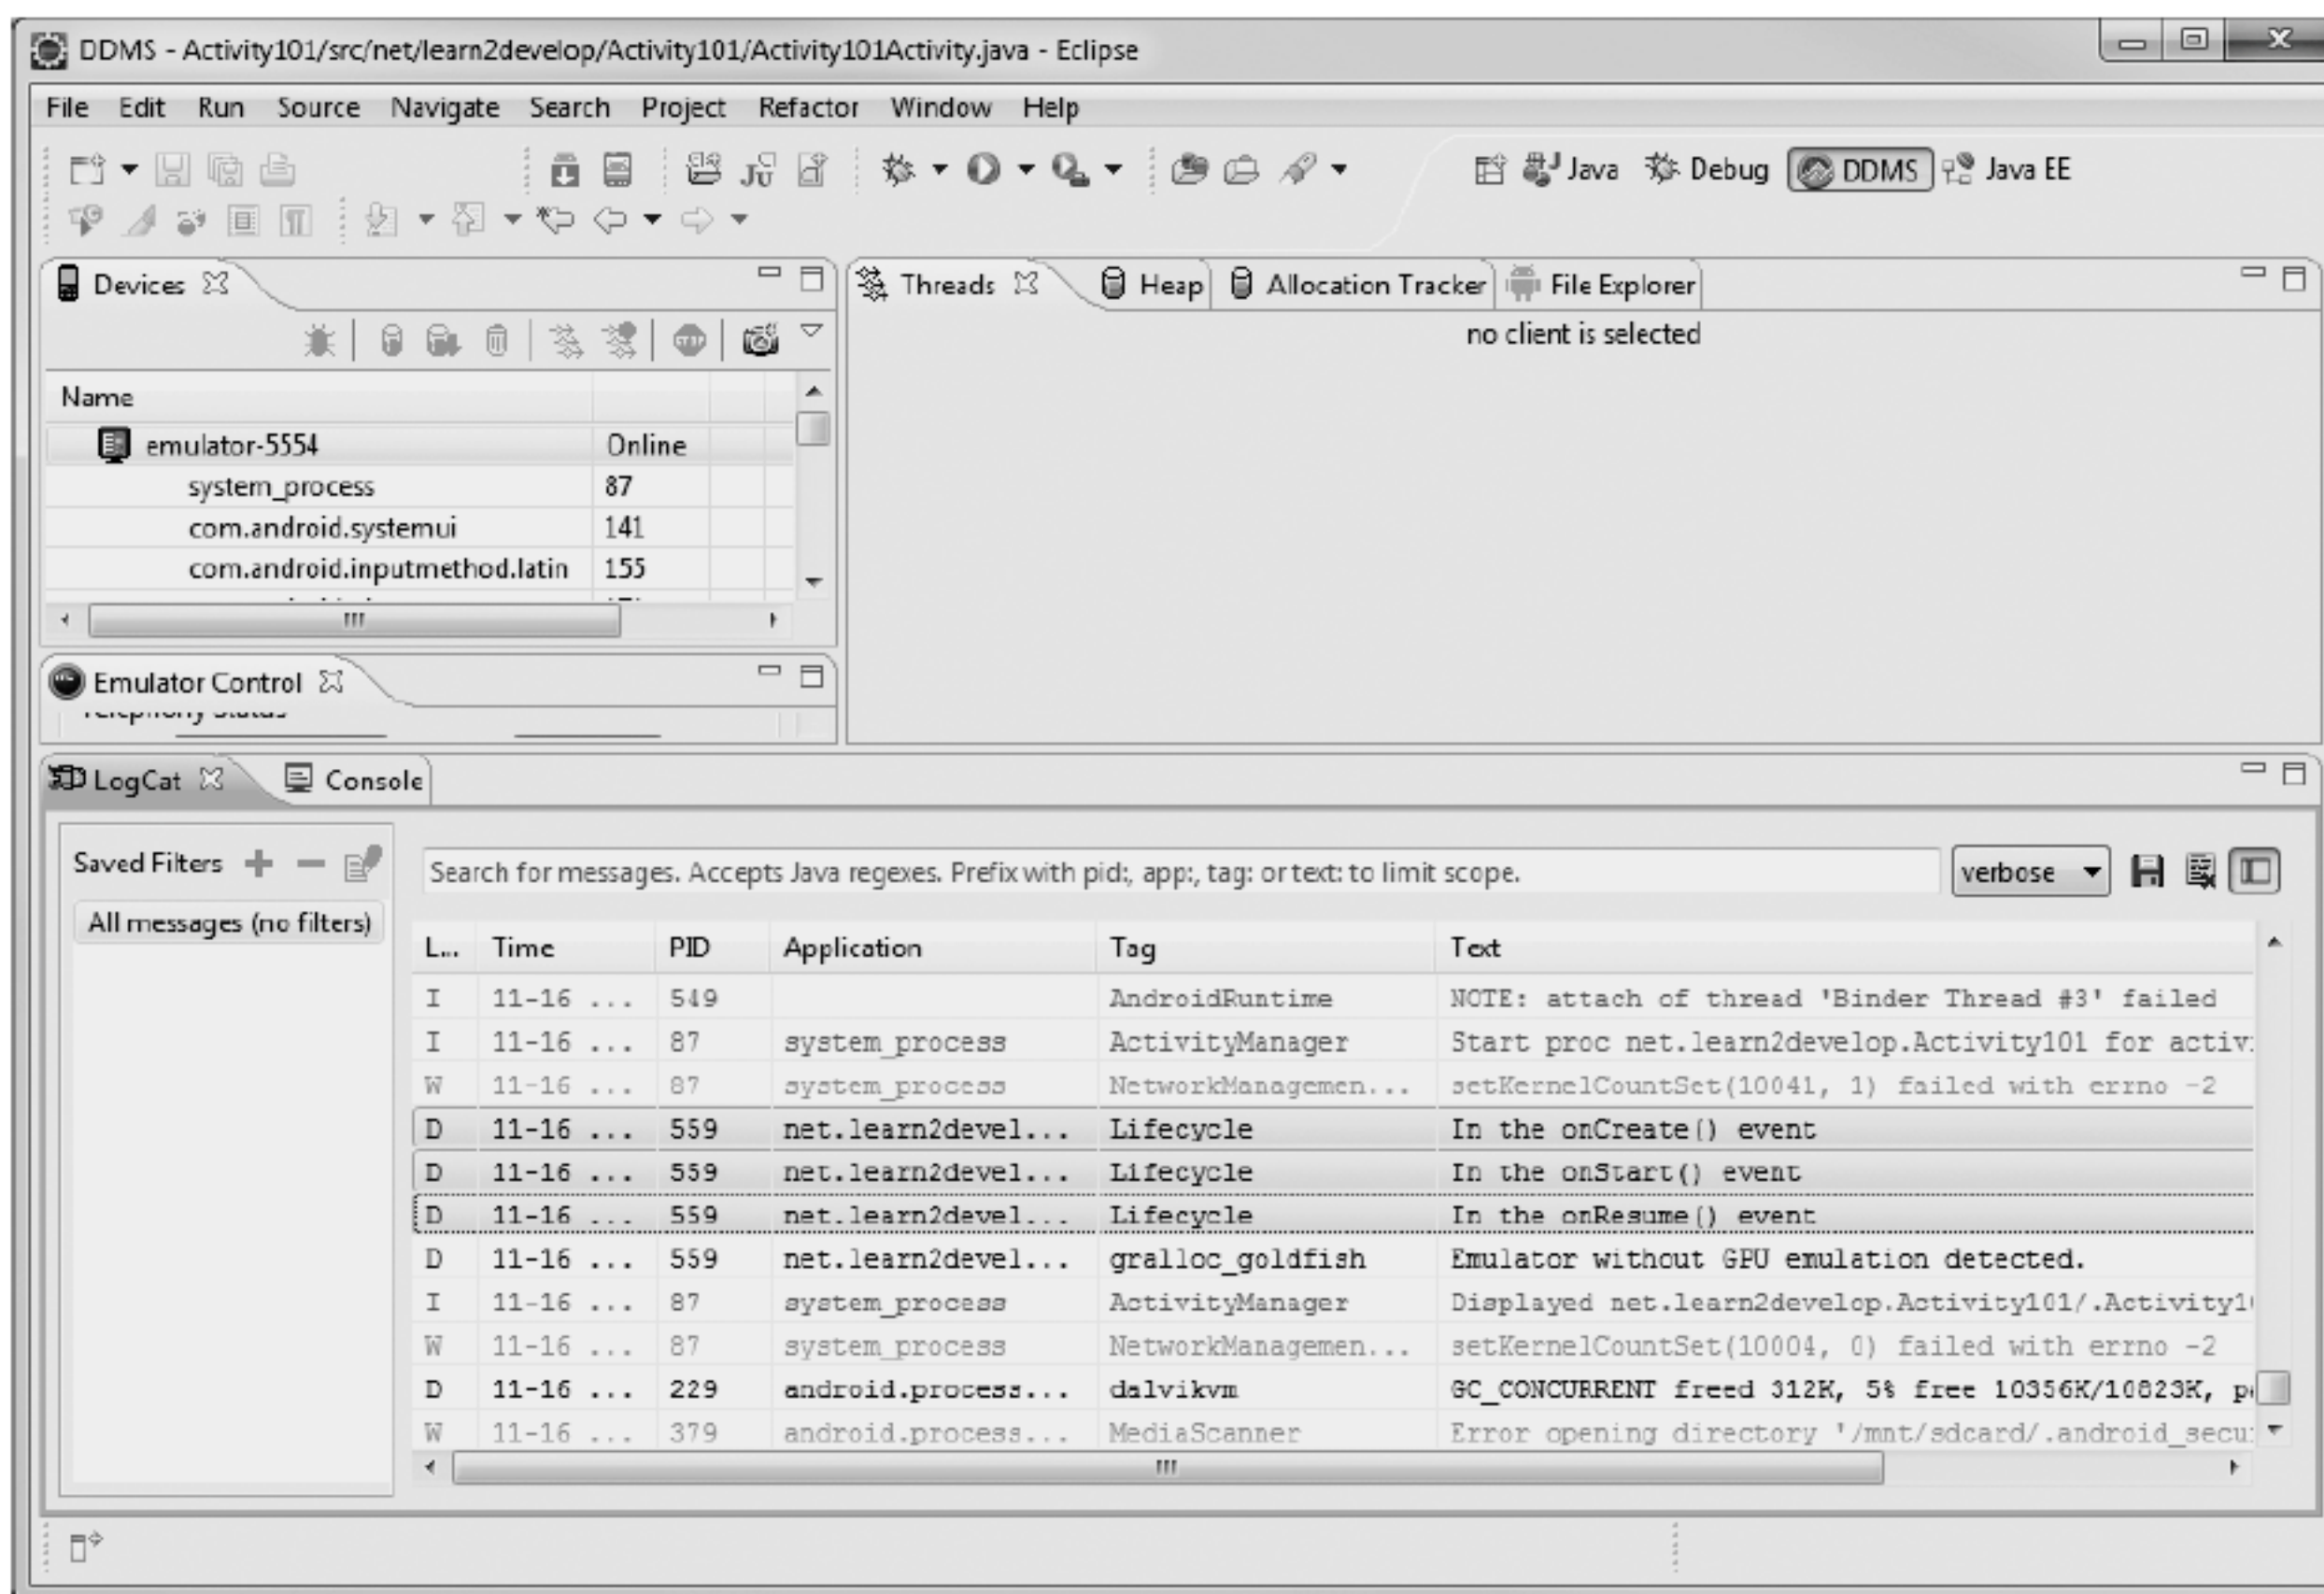 DDMS - Activity101/src/net/learn2develop/Activity101/Activity101Activity.java - Eclipse
File Edit Run Source Navigate Search Project Refactor Window Help
Java Debug DDMS Java EE
Devices
Name
emulator-5554 Online
system_process 87
com.android.systemui 141
com.android.inputmethod.latin 155
Threads Heap Allocation Tracker File Explorer
no client is selected
Emulator Control
Telephony Status
LogCat Console
Saved Filters
All messages (no filters)
Search for messages. Accepts Java regexes. Prefix with pid:, app:, tag: or text: to limit scope. verbose
L... Time PID Application Tag Text
I 11-16 ... 549 AndroidRuntime NOTE: attach of thread 'Binder Thread #3' failed
I 11-16 ... 87 system_process ActivityManager Start proc net.learn2develop.Activity101 for activ
W 11-16 ... 87 system_process NetworkManagemen... setKernelCountSet(10041, 1) failed with errno -2
D 11-16 ... 559 net.learn2devel... Lifecycle In the onCreate() event
D 11-16 ... 559 net.learn2devel... Lifecycle In the onStart() event
D 11-16 ... 559 net.learn2devel... Lifecycle In the onResume() event
D 11-16 ... 559 net.learn2devel... gralloc_goldfish Emulator without GPU emulation detected.
I 11-16 ... 87 system_process ActivityManager Displayed net.learn2develop.Activity101/.Activity1
W 11-16 ... 87 system_process NetworkManagemen... setKernelCountSet(10004, 0) failed with errno -2
D 11-16 ... 229 android.process... dalvikvm GC_CONCURRENT freed 312K, 5% free 10356K/10823K, p
W 11-16 ... 379 android.process... MediaScanner Error opening directory '/mnt/sdcard/.android_secu